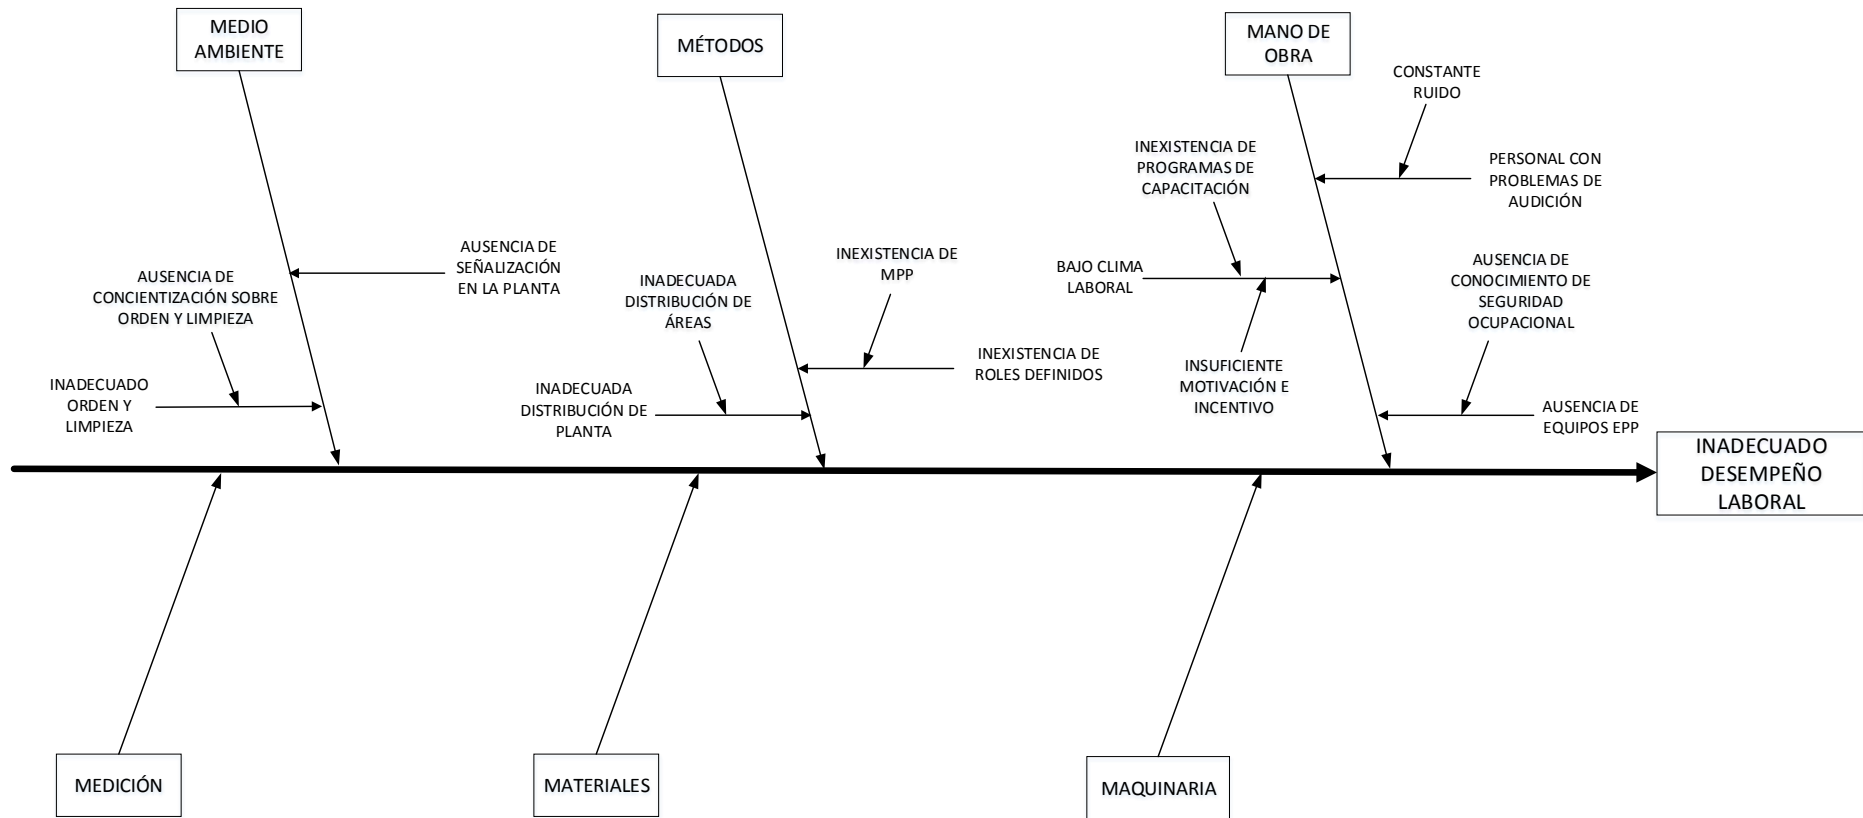 MEDIO
AMBIENTE
MÉTODOS
MANO DE
OBRA
CONSTANTE
RUIDO
INEXISTENCIA DE
PROGRAMAS DE
CAPACITACIÓN
PERSONAL CON
PROBLEMAS DE
AUDICIÓN
AUSENCIA DE
SEÑALIZACIÓN
EN LA PLANTA
AUSENCIA DE
CONCIENTIZACIÓN SOBRE
ORDEN Y LIMPIEZA
INADECUADO
ORDEN Y
LIMPIEZA
INADECUADA
DISTRIBUCIÓN DE
ÁREAS
INEXISTENCIA DE
MPP
INADECUADA
DISTRIBUCIÓN DE
PLANTA
INEXISTENCIA DE
ROLES DEFINIDOS
BAJO CLIMA
LABORAL
INSUFICIENTE
MOTIVACIÓN E
INCENTIVO
AUSENCIA DE
CONOCIMIENTO DE
SEGURIDAD
OCUPACIONAL
AUSENCIA DE
EQUIPOS EPP
INADECUADO
DESEMPEÑO
LABORAL
MEDICIÓN
MATERIALES
MAQUINARIA